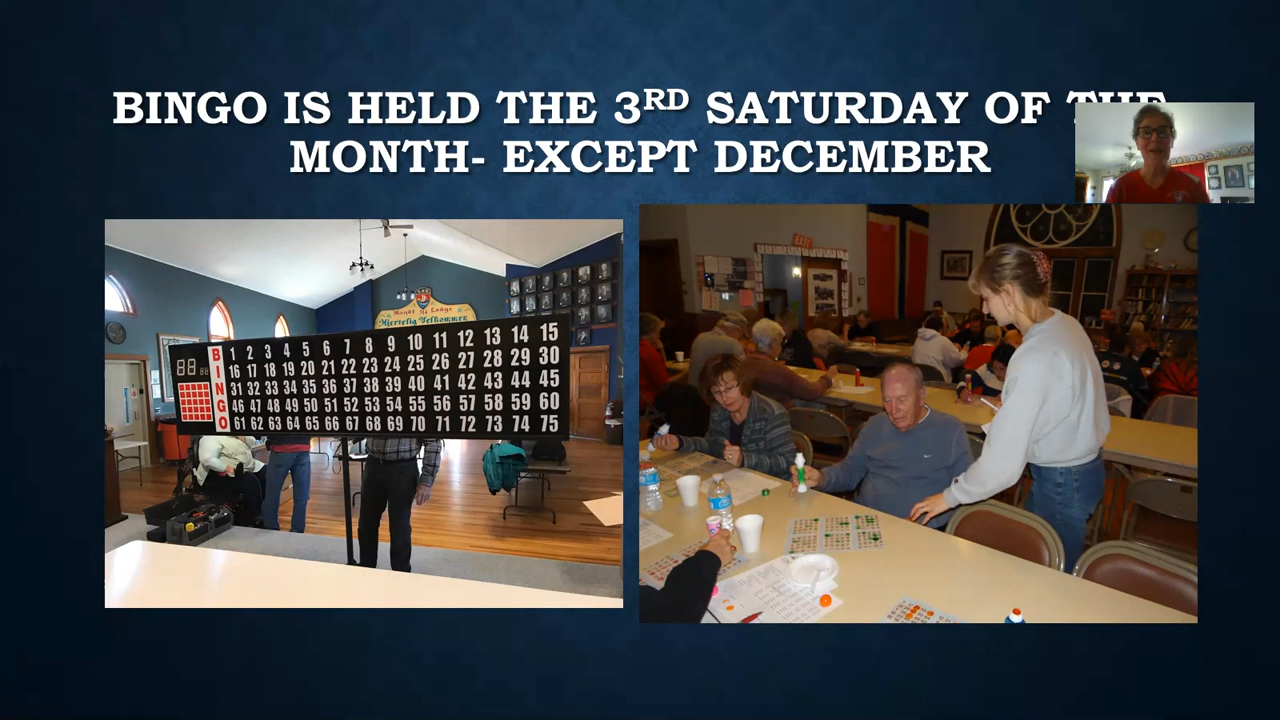 BINGO IS HELD THE 3RD SATURDAY OF THE
MONTH- EXCEPT DECEMBER
Hiertelig Velkommen
88
BINGO
1 2 3 4 5 6 7 8 9 10 11 12 13 14 15
16 17 18 19 20 21 22 23 24 25 26 27 28 29 30
31 32 33 34 35 36 37 38 39 40 41 42 43 44 45
46 47 48 49 50 51 52 53 54 55 56 57 58 59 60
61 62 63 64 65 66 67 68 69 70 71 72 73 74 75
EXIT